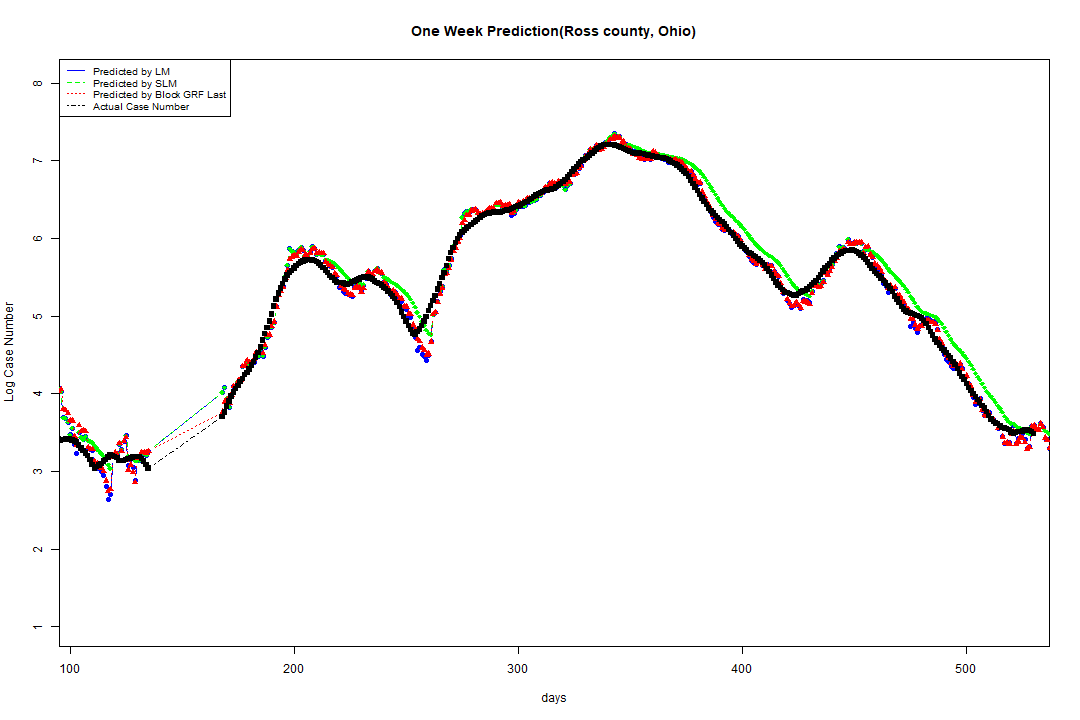 One Week Prediction(Ross county, Ohio)
Predicted by LM
Predicted by SLM
Predicted by Block GRF Last
Actual Case Number
8
7
6
5
4
3
2
1
Log Case Number
100 200 300 400 500
days